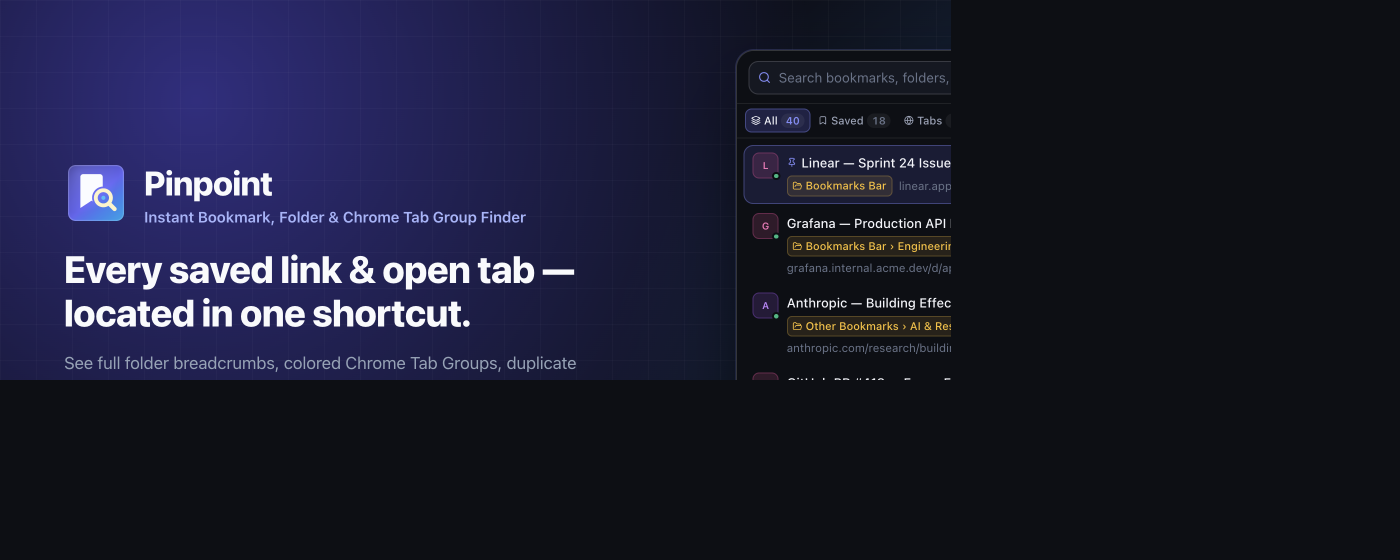 Pinpoint
Instant Bookmark, Folder & Chrome Tab Group Finder
Every saved link & open tab —
located in one shortcut.
See full folder breadcrumbs, colored Chrome Tab Groups, duplicate
Search bookmarks, folders,
All 40 Saved 18 Tabs
L Linear — Sprint 24 Issue
Bookmarks Bar linear.app
G Grafana — Production API
Bookmarks Bar › Engineerin
grafana.internal.acme.dev/d/ap
A Anthropic — Building Effec
Other Bookmarks › AI & Res
anthropic.com/research/buildin